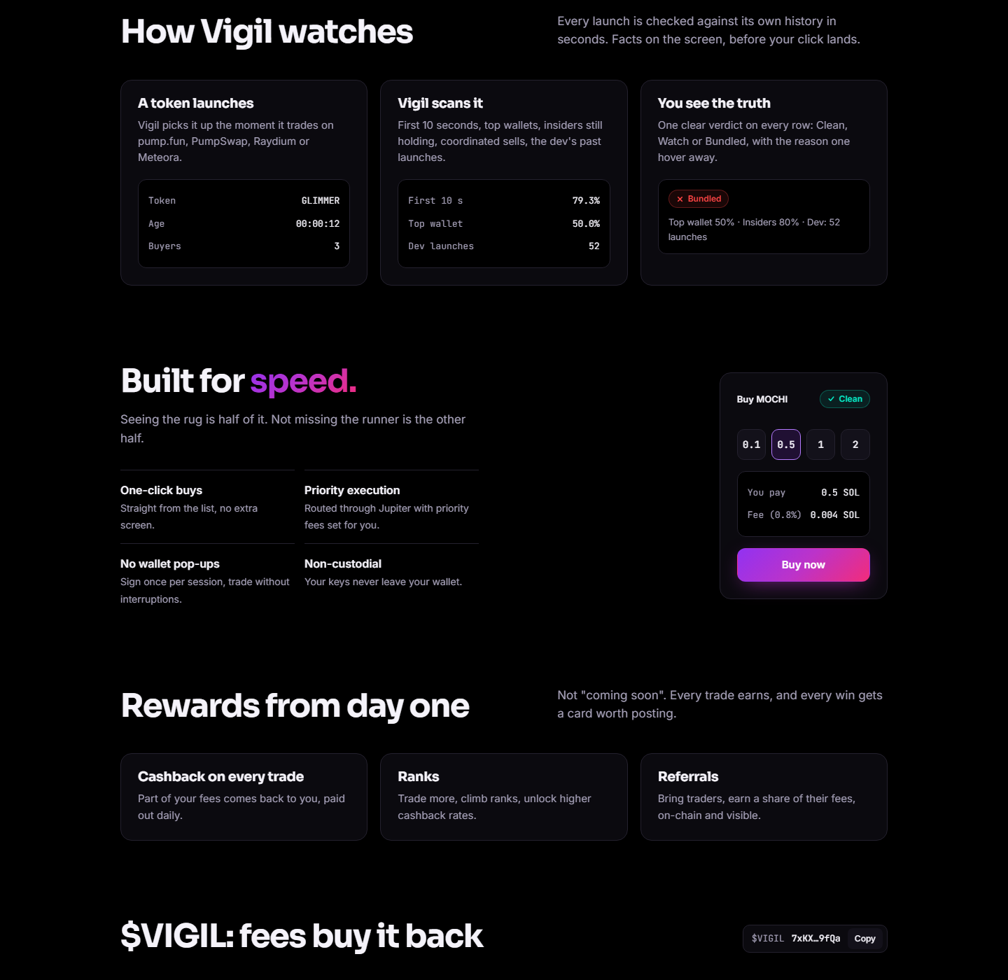 How Vigil watches
Every launch is checked against its own history in
seconds. Facts on the screen, before your click lands.
A token launches
Vigil picks it up the moment it trades on
pump.fun, PumpSwap, Raydium or
Meteora.
Token GLIMMER
Age 00:00:12
Buyers 3
Vigil scans it
First 10 seconds, top wallets, insiders still
holding, coordinated sells, the dev's past
launches.
First 10 s 79.3%
Top wallet 50.0%
Dev launches 52
You see the truth
One clear verdict on every row: Clean,
Watch or Bundled, with the reason one
hover away.
× Bundled
Top wallet 50% · Insiders 80% · Dev: 52
launches
Built for speed.
Seeing the rug is half of it. Not missing the runner is the other
half.
One-click buys
Straight from the list, no extra
screen.
Priority execution
Routed through Jupiter with priority
fees set for you.
No wallet pop-ups
Sign once per session, trade without
interruptions.
Non-custodial
Your keys never leave your wallet.
Buy MOCHI ✓ Clean
0.1 0.5 1 2
You pay 0.5 SOL
Fee (0.8%) 0.004 SOL
Buy now
Rewards from day one
Not "coming soon". Every trade earns, and every win gets
a card worth posting.
Cashback on every trade
Part of your fees comes back to you, paid
out daily.
Ranks
Trade more, climb ranks, unlock higher
cashback rates.
Referrals
Bring traders, earn a share of their fees,
on-chain and visible.
$VIGIL: fees buy it back
$VIGIL 7xKX…9fQa Copy